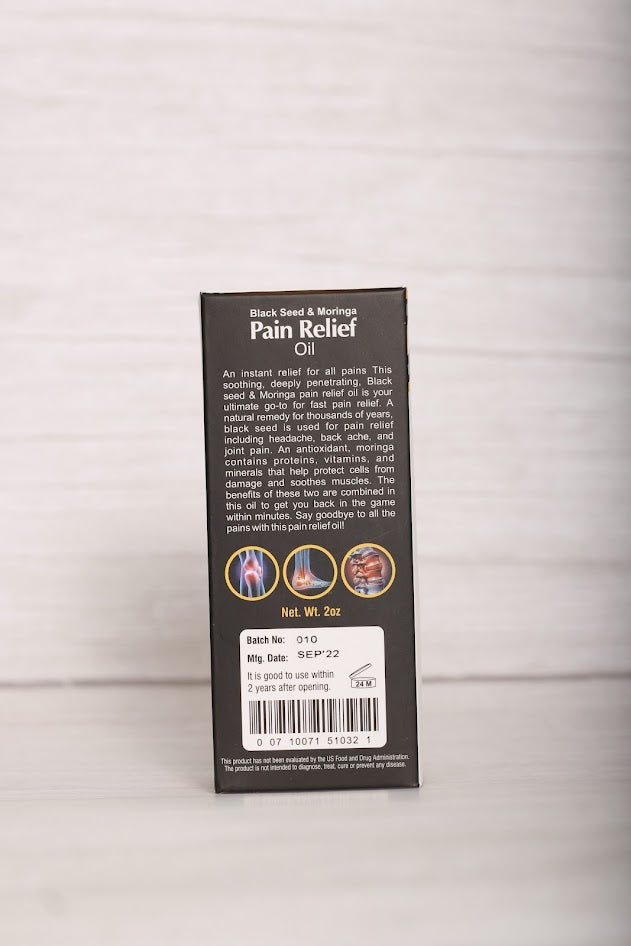 Black Seed & Moringa
Pain Relief
Oil
An instant relief for all pains This
soothing, deeply penetrating, Black
seed & Moringa pain relief oil is your
ultimate go-to for fast pain relief. A
natural remedy for thousands of years,
black seed is used for pain relief
including headache, back ache, and
joint pain. An antioxidant, moringa
contains proteins, vitamins, and
minerals that help protect cells from
damage and soothes muscles. The
benefits of these two are combined in
this oil to get you back in the game
within minutes. Say goodbye to all the
pains with this pain relief oil!
Net. Wt. 2oz
Batch No: 010
Mfg. Date: SEP'22
It is good to use within
2 years after opening.
24 M
0 07 10071 51032 1
This product has not been evaluated by the US Food and Drug Administration.
The product is not intended to diagnose, treat, cure or prevent any disease.